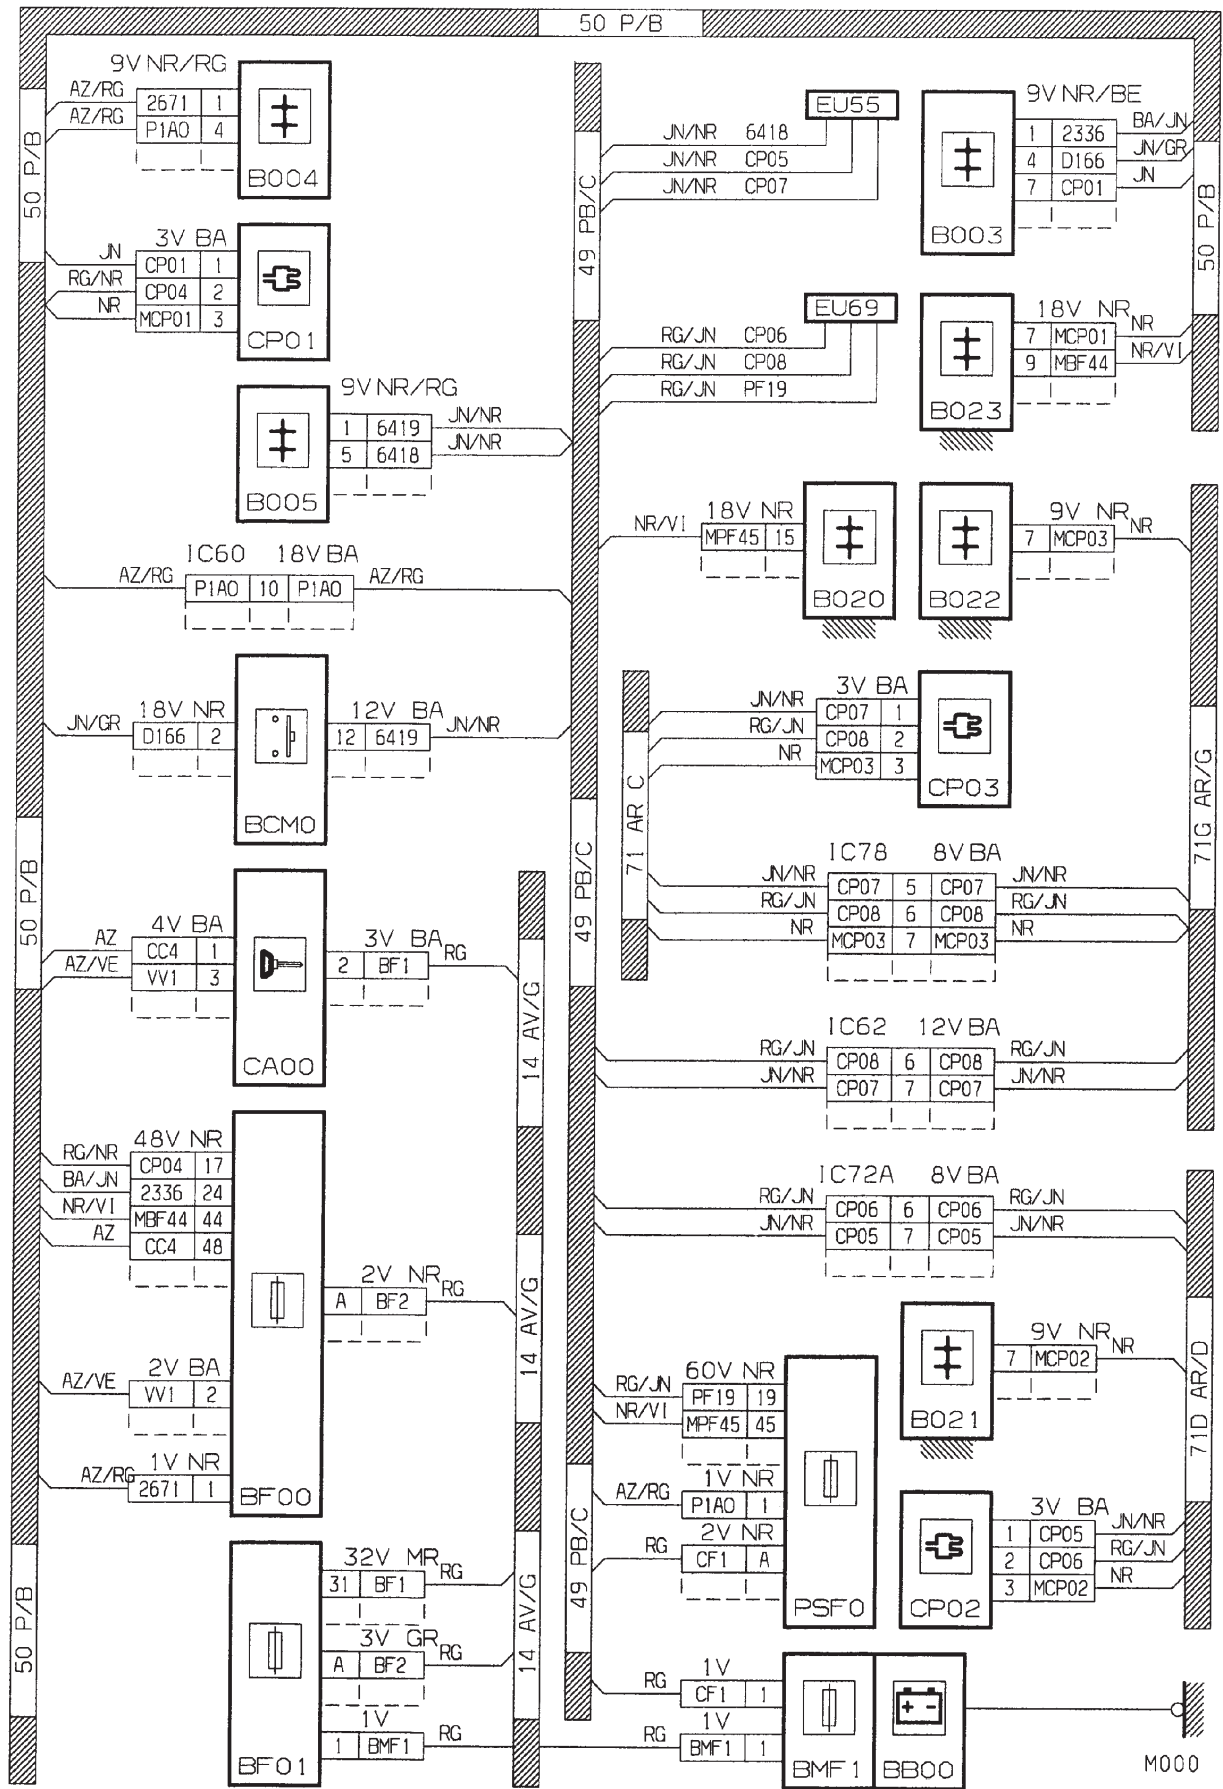 50 P/B
9V NR/RG
AZ/RG 2671 1
AZ/RG P1A0 4
B004
50 P/B
3V BA
JN CP01 1
RG/NR CP04 2
NR MCP01 3
CP01
9V NR/RG
1 6419 JN/NR
5 6418 JN/NR
B005
IC60 18V BA
AZ/RG P1A0 10 P1A0 AZ/RG
18V NR
JN/GR D166 2
12V BA
12 6419 JN/NR
BCM0
50 P/B
4V BA
AZ CC4 1
AZ/VE VV1 3
3V BA
2 BF1 RG
CA00
14 AV/G
48V NR
RG/NR CP04 17
BA/JN 2336 24
NR/VI MBF44 44
AZ CC4 48
2V NR
A BF2 RG
14 AV/G
2V BA
AZ/VE VV1 2
1V NR
AZ/RG 2671 1
BF00
50 P/B
32V MR
31 BF1 RG
3V GR
A BF2 RG
14 AV/G
1V
1 BMF1 RG
BF01
49 PB/C
EU55
JN/NR 6418
JN/NR CP05
JN/NR CP07
9V NR/BE
1 2336 BA/JN
4 D166 JN/GR
7 CP01 JN
B003
50 P/B
EU69
RG/JN CP06
RG/JN CP08
RG/JN PF19
18V NR
7 MCP01 NR
9 MBF44 NR/VI
B023
18V NR
NR/VI MPF45 15
B020
9V NR
7 MCP03 NR
B022
3V BA
JN/NR CP07 1
RG/JN CP08 2
NR MCP03 3
CP03
71 AR C
71G AR/G
49 PB/C
IC78 8V BA
JN/NR CP07 5 CP07 JN/NR
RG/JN CP08 6 CP08 RG/JN
NR MCP03 7 MCP03 NR
IC62 12V BA
RG/JN CP08 6 CP08 RG/JN
JN/NR CP07 7 CP07 JN/NR
IC72A 8V BA
RG/JN CP06 6 CP06 RG/JN
JN/NR CP05 7 CP05 JN/NR
9V NR
7 MCP02 NR
B021
71D AR/D
60V NR
RG/JN PF19 19
NR/VI MPF45 45
1V NR
AZ/RG P1A0 1
2V NR
RG CF1 A
PSF0
49 PB/C
3V BA
1 CP05 JN/NR
2 CP06 RG/JN
3 MCP02 NR
CP02
1V
RG CF1 1
1V
RG BMF1 1
BMF1
+ -
BB00
M000